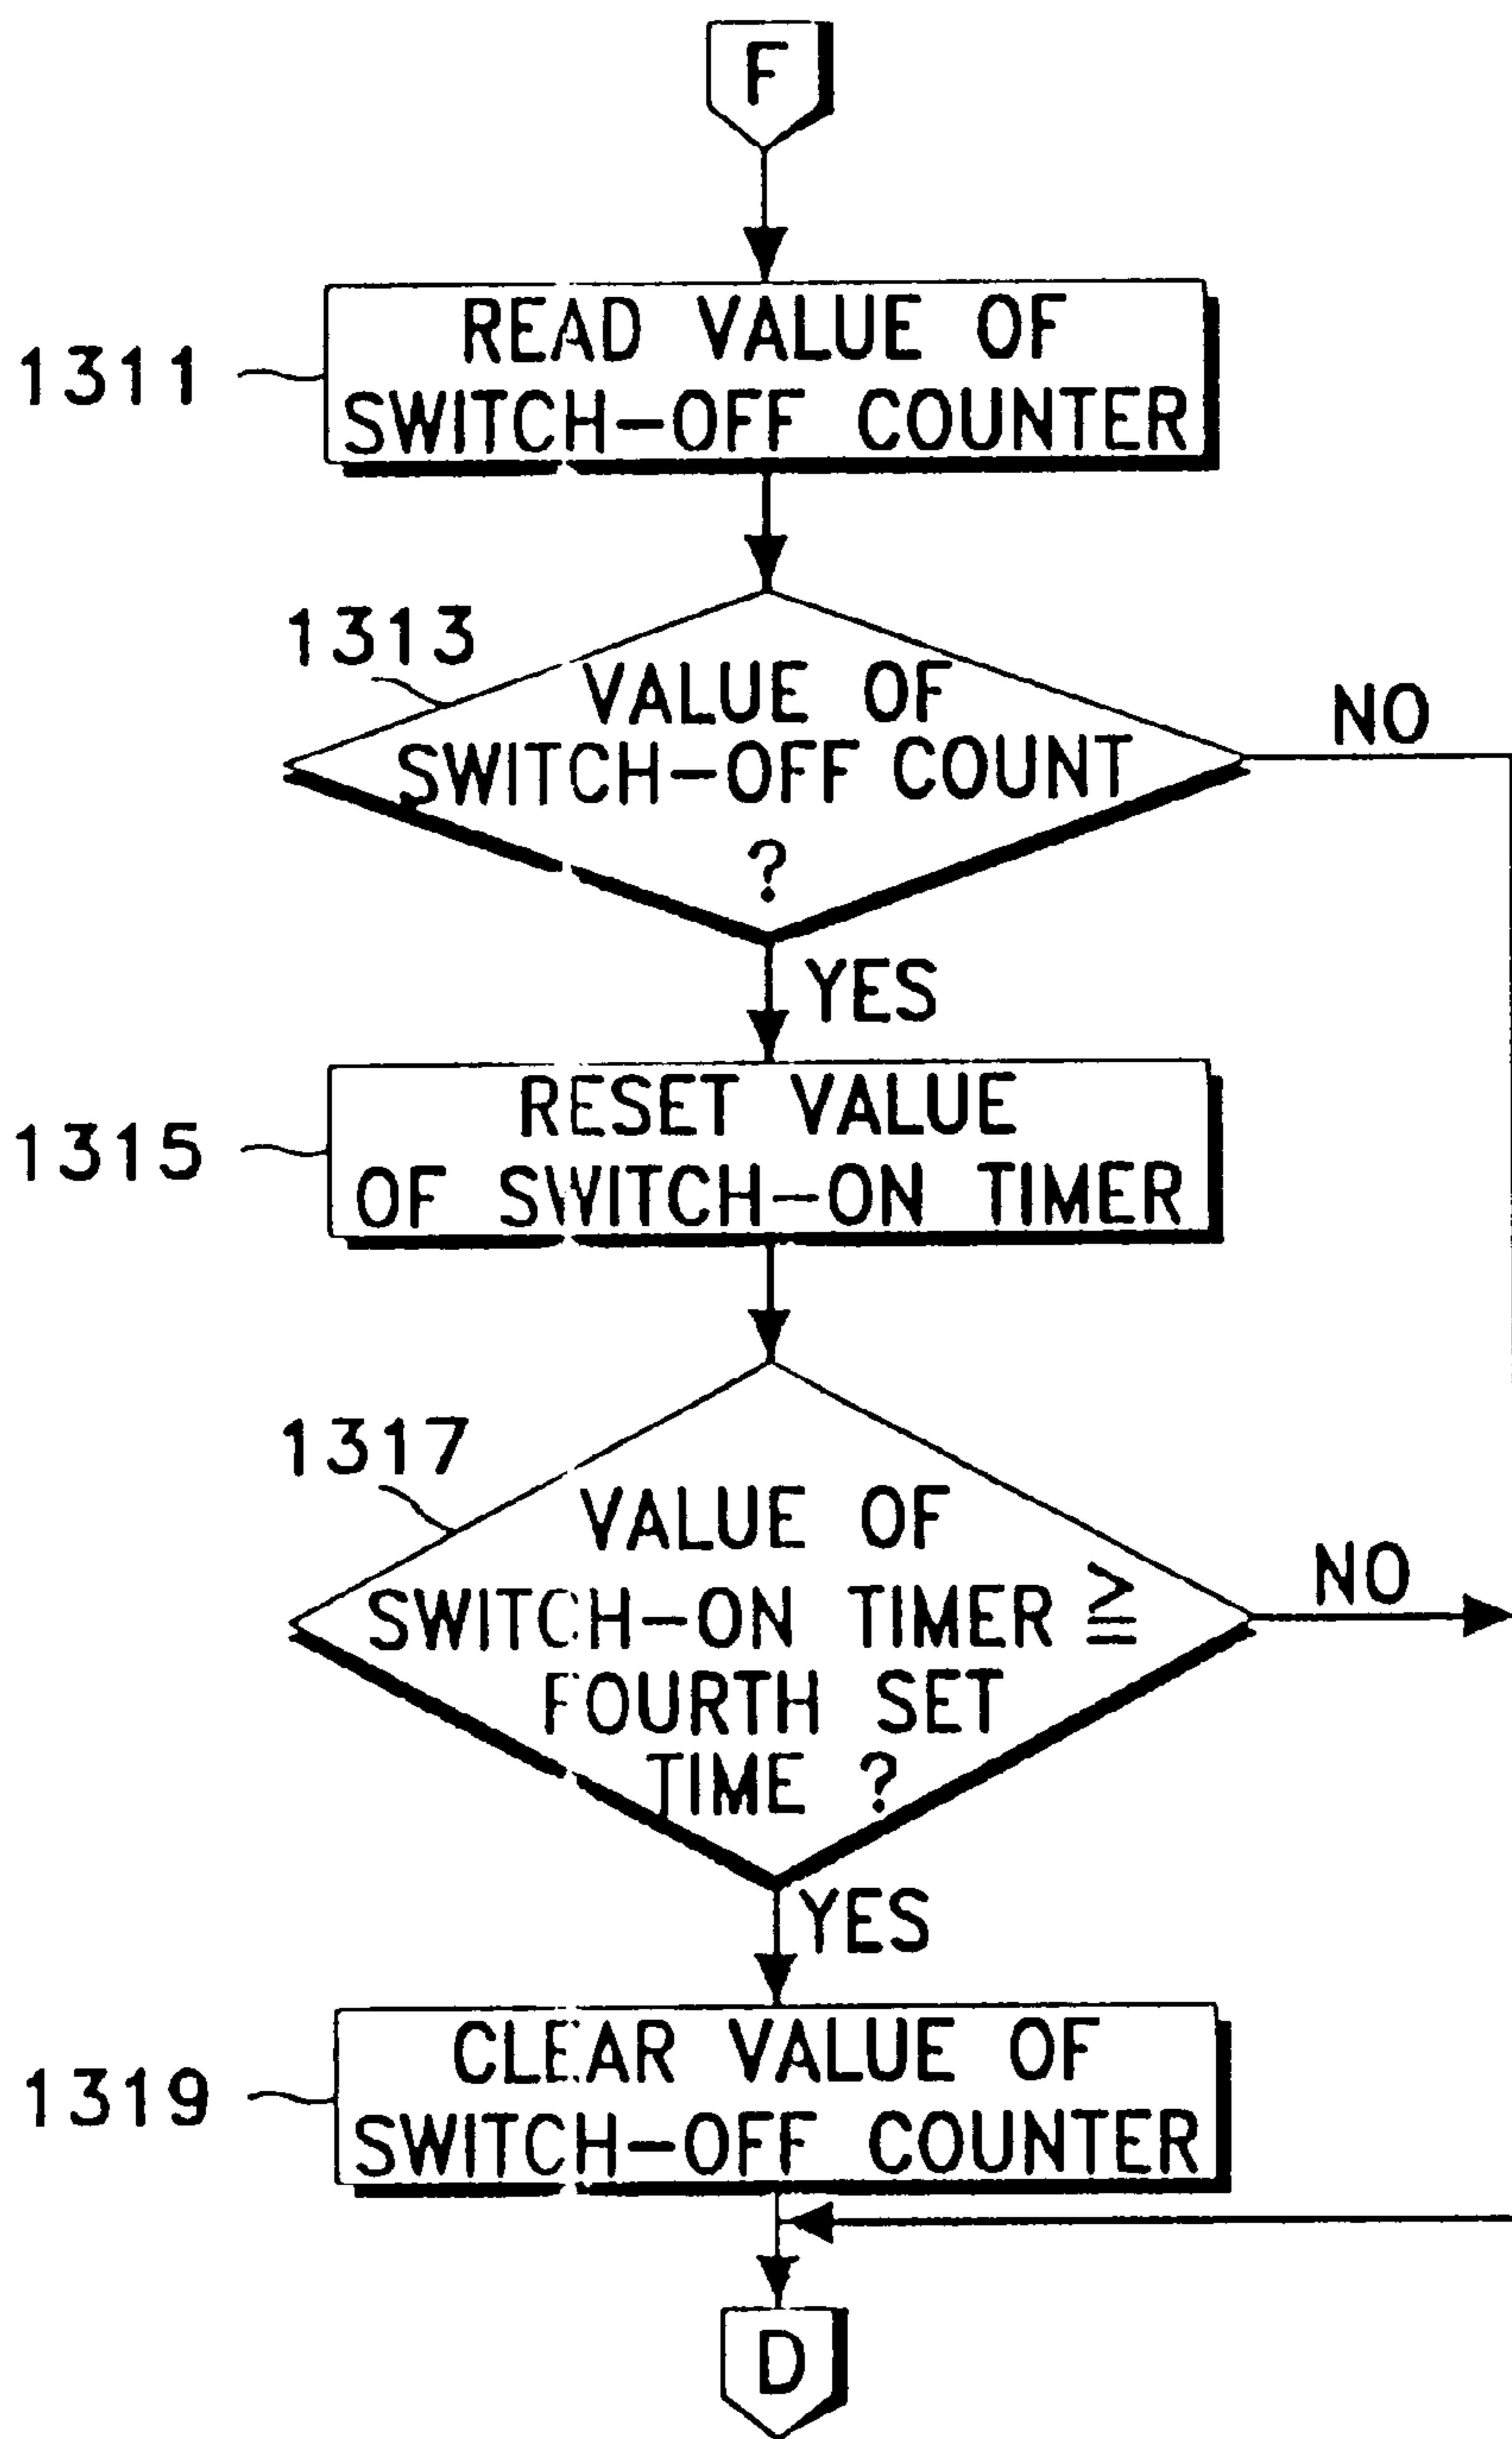 F
1311
READ VALUE OF
SWITCH-OFF COUNTER
1313
VALUE OF
SWITCH-OFF COUNT
?
NO
YES
1315
RESET VALUE
OF SWITCH-ON TIMER
1317
VALUE OF
SWITCH-ON TIMER ≧
FOURTH SET
TIME ?
NO
YES
1319
CLEAR VALUE OF
SWITCH-OFF COUNTER
D